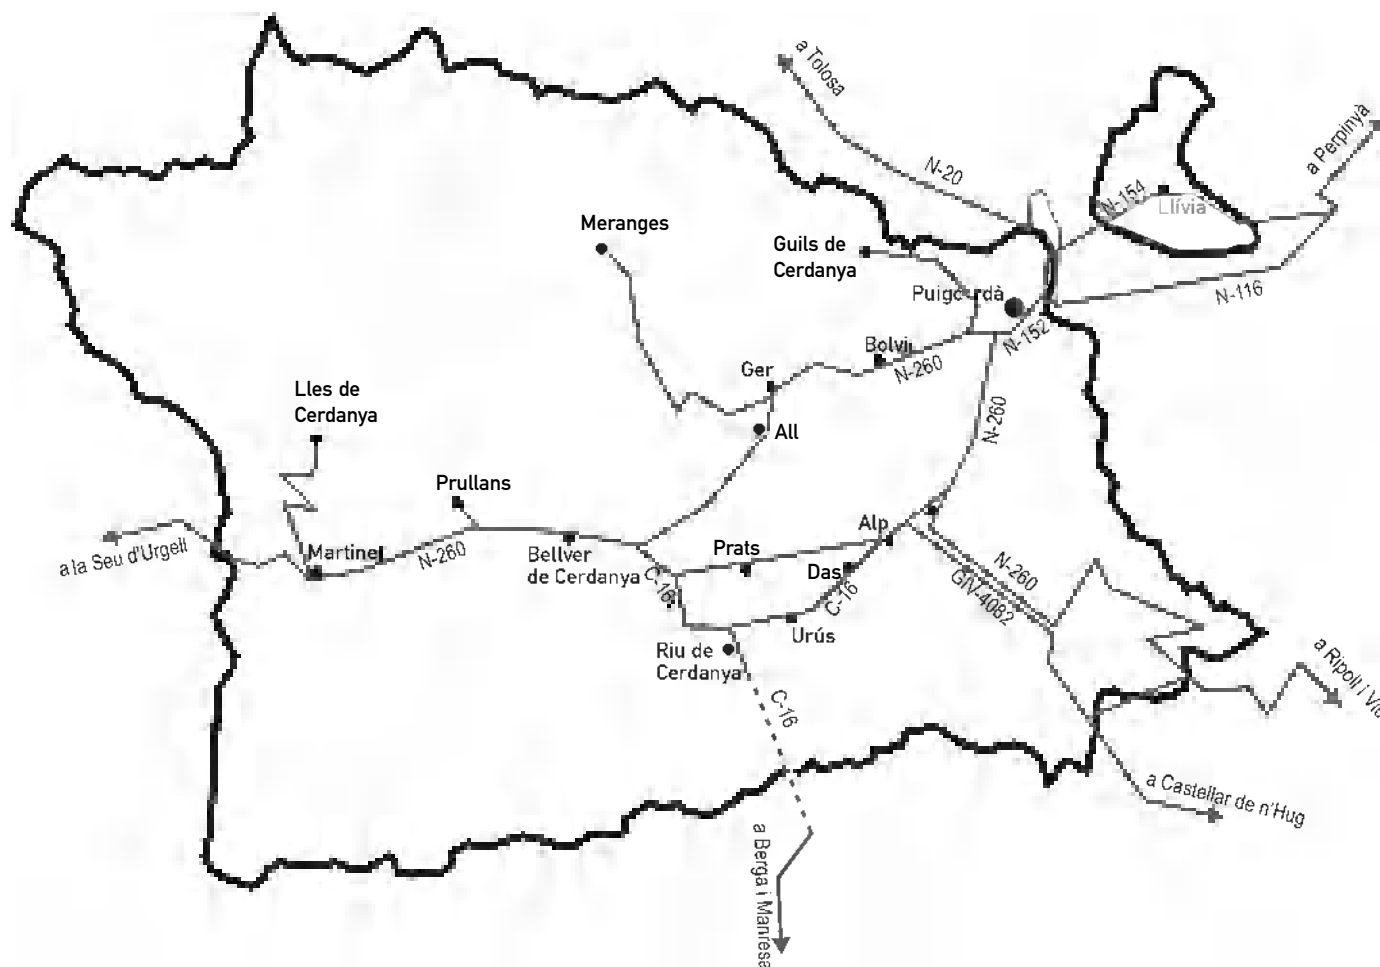 a Tolosa
a Perpinyà
N-20
N-154
Llívia
Meranges
Guils de
Cerdanya
Puigcerdà
N-116
N-152
Bolvir
N-260
Ger
Lles de
Cerdanya
N-260
All
Prullans
Alp
a la Seu d'Urgell
Martinet
N-260
Bellver
de Cerdanya
Prats
Das
C-16
C-16
N-260
GIV-4082
Urús
Riu de
Cerdanya
C-16
a Ripoll i
a Castellar de n'Hug
a Berga i Manresa